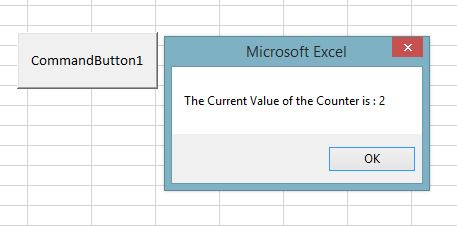 CommandButton1
Microsoft Excel
The Current Value of the Counter is : 2
OK